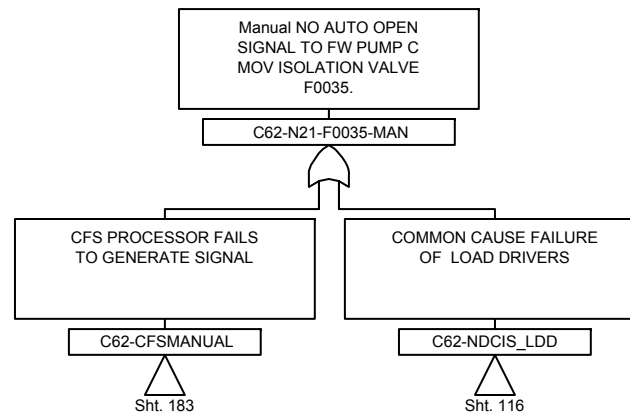 Manual NO AUTO OPEN
SIGNAL TO FW PUMP C
MOV ISOLATION VALVE
F0035.
C62-N21-F0035-MAN
CFS PROCESSOR FAILS
TO GENERATE SIGNAL
COMMON CAUSE FAILURE
OF LOAD DRIVERS
C62-CFSMANUAL
C62-NDCIS_LDD
Sht. 183
Sht. 116